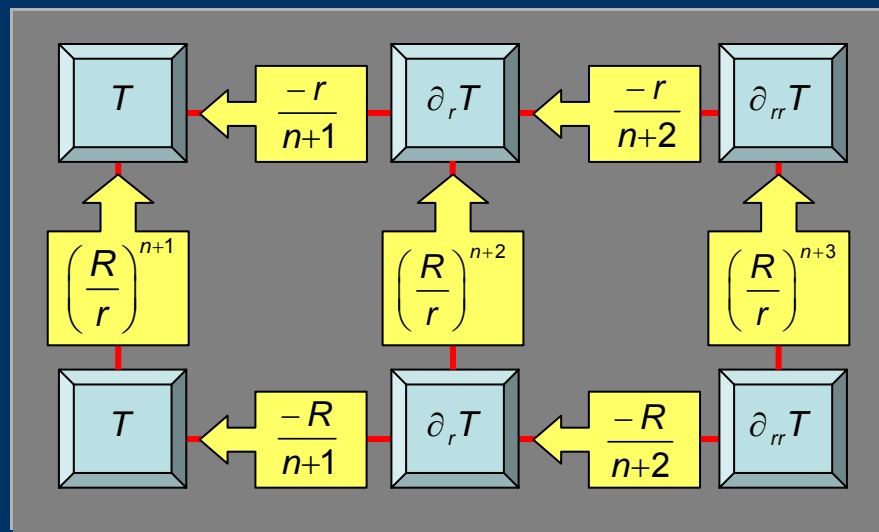 T −r/n+1 ∂ᵣT −r/n+2 ∂ᵣᵣT
(R/r)ⁿ⁺¹ (R/r)ⁿ⁺² (R/r)ⁿ⁺³
T −R/n+1 ∂ᵣT −R/n+2 ∂ᵣᵣT